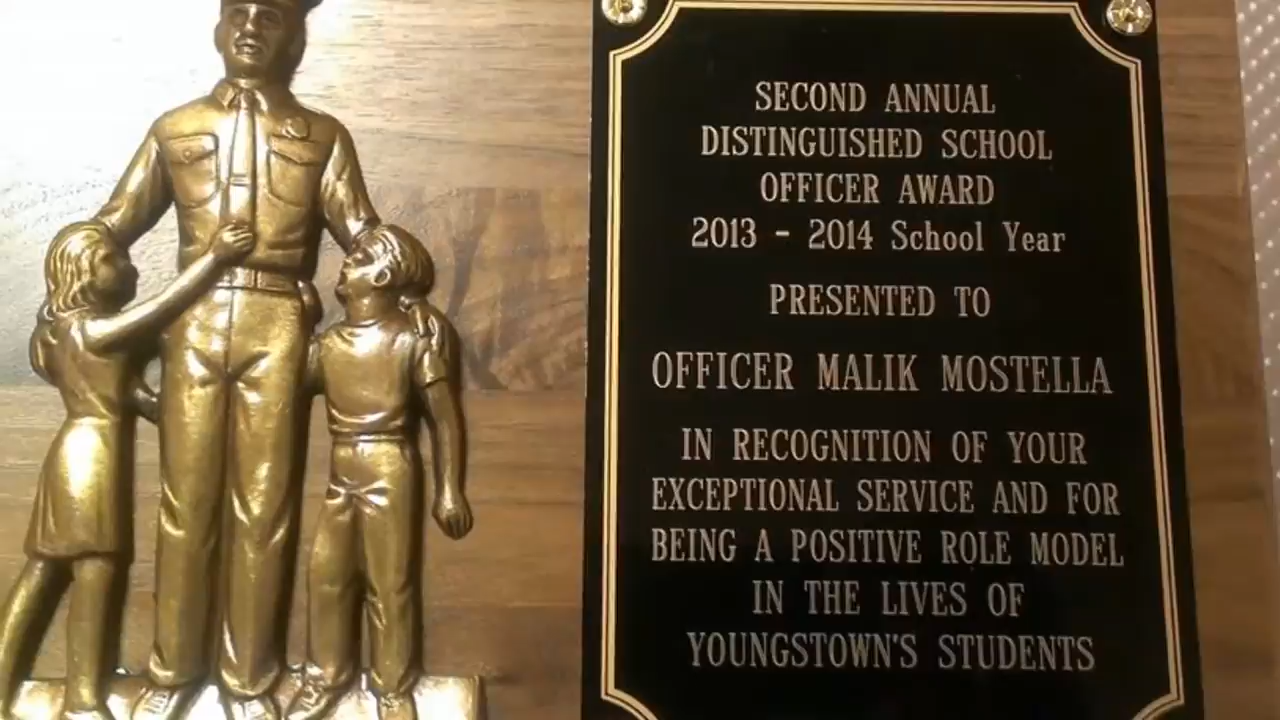 SECOND ANNUAL
DISTINGUISHED SCHOOL
OFFICER AWARD
2013 - 2014 School Year
PRESENTED TO
OFFICER MALIK MOSTELLA
IN RECOGNITION OF YOUR
EXCEPTIONAL SERVICE AND FOR
BEING A POSITIVE ROLE MODEL
IN THE LIVES OF
YOUNGSTOWN'S STUDENTS